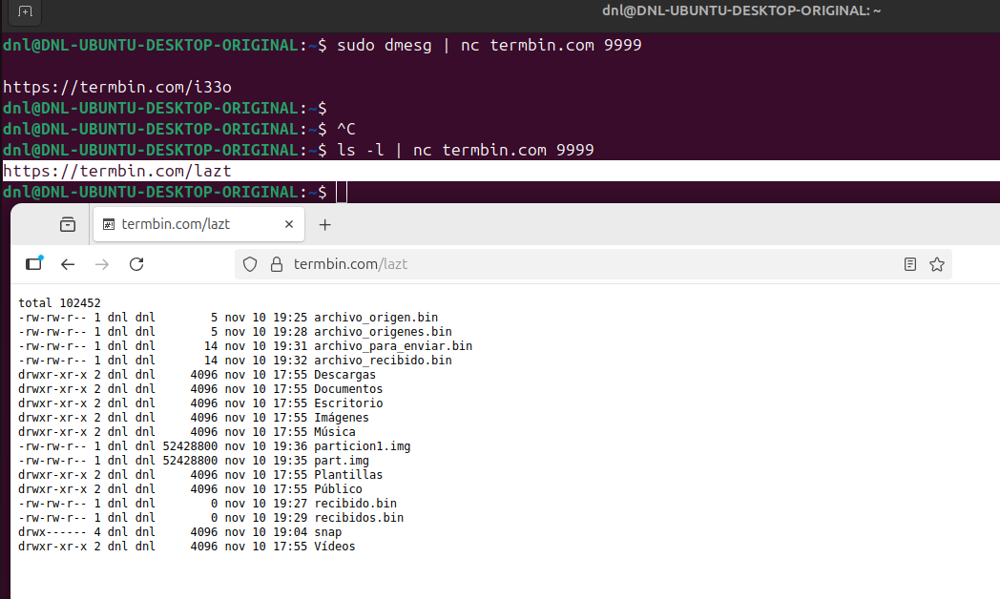 dnl@DNL-UBUNTU-DESKTOP-ORIGINAL: ~
dnl@DNL-UBUNTU-DESKTOP-ORIGINAL:~$ sudo dmesg | nc termbin.com 9999
https://termbin.com/i33o
dnl@DNL-UBUNTU-DESKTOP-ORIGINAL:~$
dnl@DNL-UBUNTU-DESKTOP-ORIGINAL:~$ ^C
dnl@DNL-UBUNTU-DESKTOP-ORIGINAL:~$ ls -l | nc termbin.com 9999
https://termbin.com/lazt
dnl@DNL-UBUNTU-DESKTOP-ORIGINAL:~$
termbin.com/lazt
termbin.com/lazt
total 102452
-rw-rw-r-- 1 dnl dnl        5 nov 10 19:25 archivo_origen.bin
-rw-rw-r-- 1 dnl dnl        5 nov 10 19:28 archivo_origenes.bin
-rw-rw-r-- 1 dnl dnl       14 nov 10 19:31 archivo_para_enviar.bin
-rw-rw-r-- 1 dnl dnl       14 nov 10 19:32 archivo_recibido.bin
drwxr-xr-x 2 dnl dnl     4096 nov 10 17:55 Descargas
drwxr-xr-x 2 dnl dnl     4096 nov 10 17:55 Documentos
drwxr-xr-x 2 dnl dnl     4096 nov 10 17:55 Escritorio
drwxr-xr-x 2 dnl dnl     4096 nov 10 17:55 Imágenes
drwxr-xr-x 2 dnl dnl     4096 nov 10 17:55 Música
-rw-rw-r-- 1 dnl dnl 52428800 nov 10 19:36 particion1.img
-rw-rw-r-- 1 dnl dnl 52428800 nov 10 19:35 part.img
drwxr-xr-x 2 dnl dnl     4096 nov 10 17:55 Plantillas
drwxr-xr-x 2 dnl dnl     4096 nov 10 17:55 Público
-rw-rw-r-- 1 dnl dnl        0 nov 10 19:27 recibido.bin
-rw-rw-r-- 1 dnl dnl        0 nov 10 19:29 recibidos.bin
drwx------ 4 dnl dnl     4096 nov 10 19:04 snap
drwxr-xr-x 2 dnl dnl     4096 nov 10 17:55 Vídeos